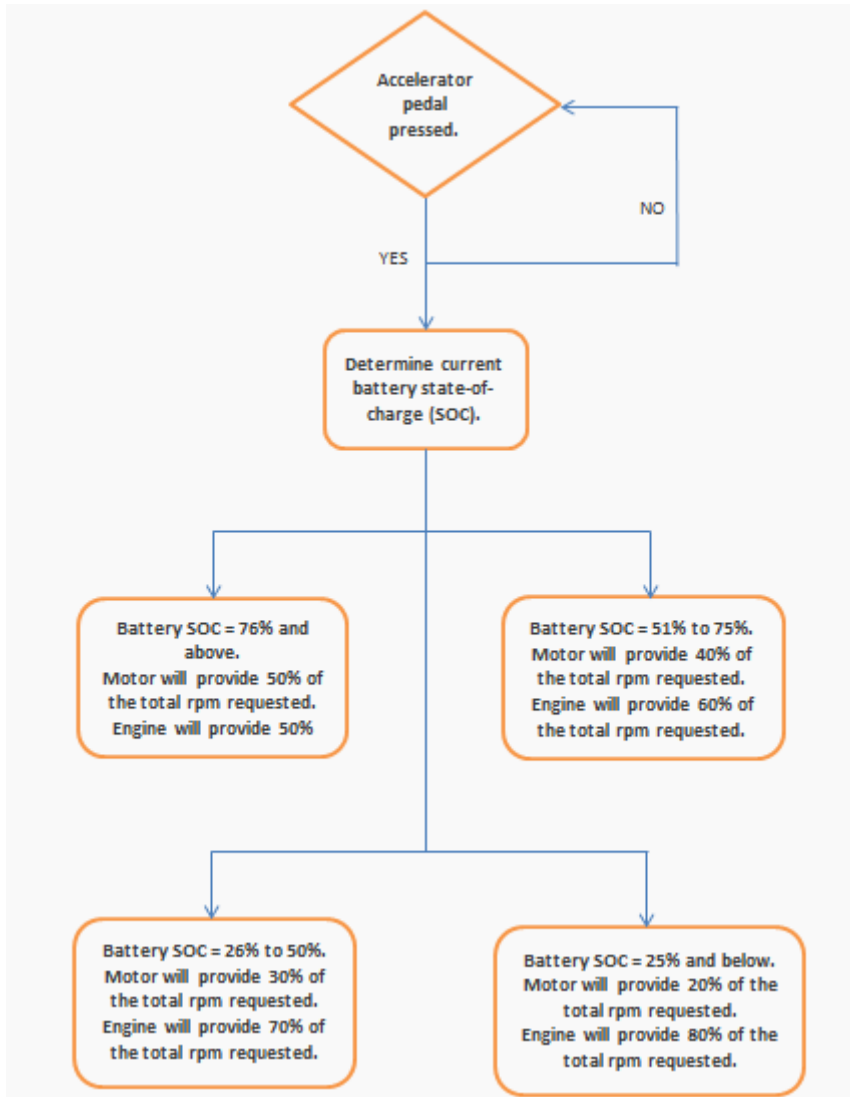 Accelerator
pedal
pressed.
NO
YES
Determine current
battery state-of-
charge (SOC).
Battery SOC = 76% and
above.
Motor will provide 50% of
the total rpm requested.
Engine will provide 50%
Battery SOC = 51% to 75%.
Motor will provide 40% of
the total rpm requested.
Engine will provide 60% of
the total rpm requested.
Battery SOC = 26% to 50%.
Motor will provide 30% of
the total rpm requested.
Engine will provide 70% of
the total rpm requested.
Battery SOC = 25% and below.
Motor will provide 20% of the
total rpm requested.
Engine will provide 80% of the
total rpm requested.